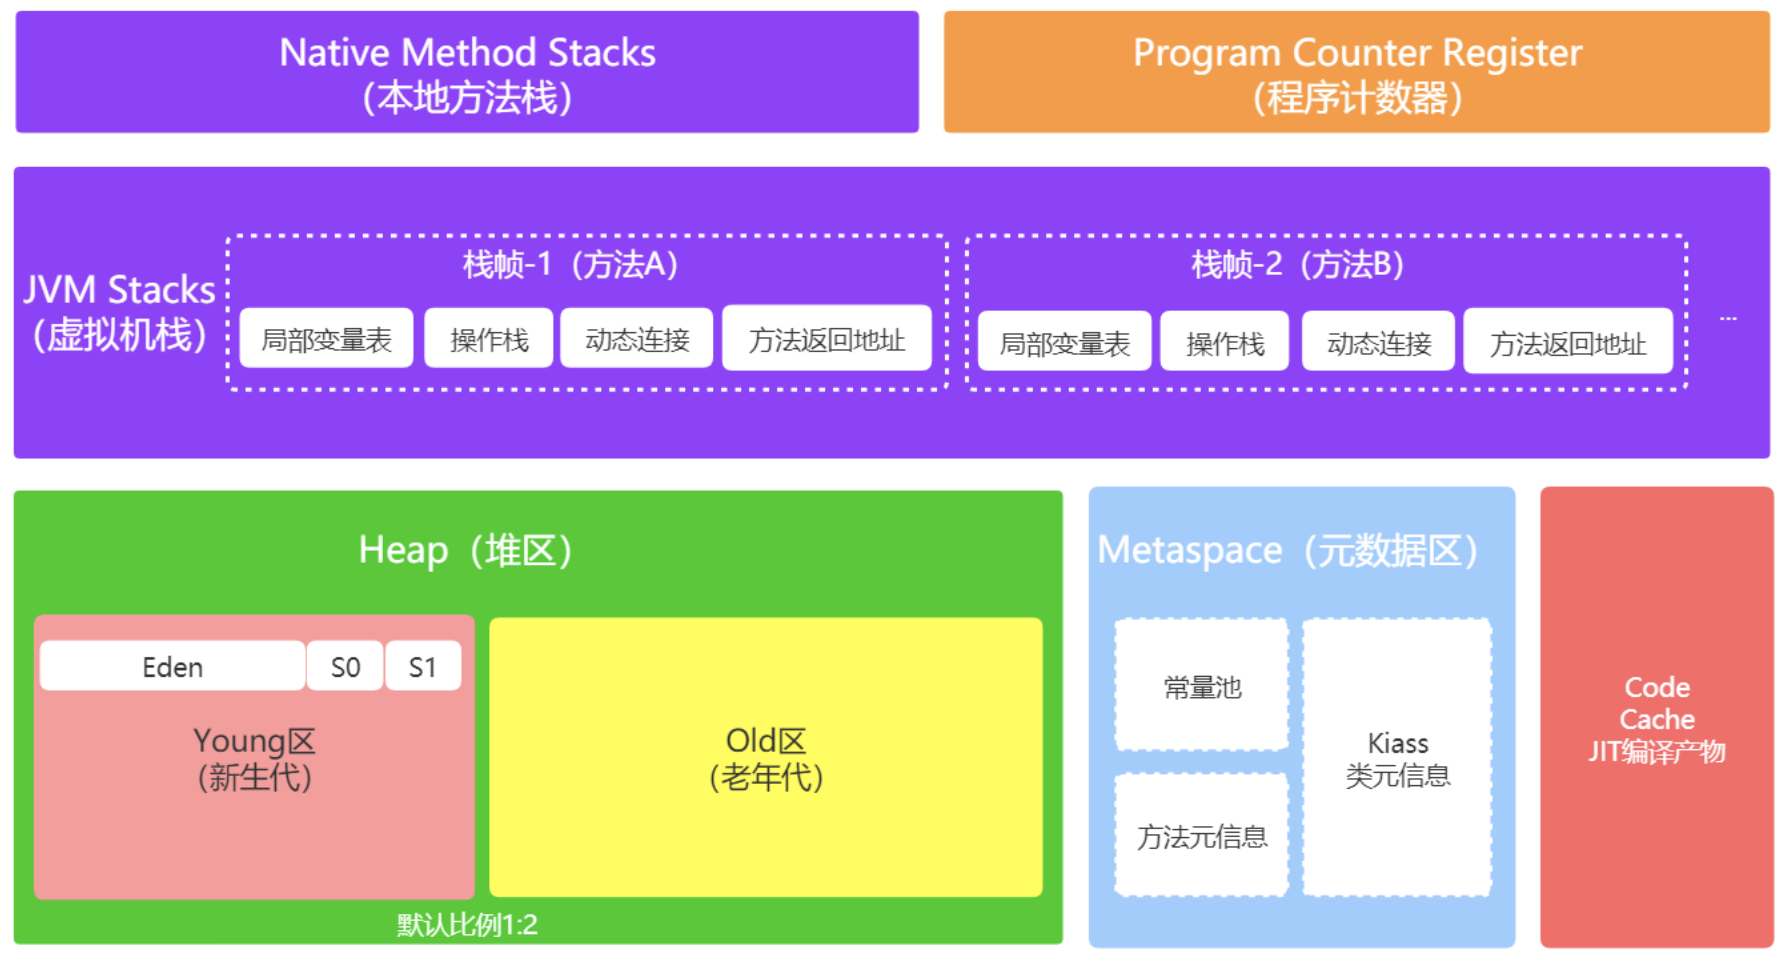 Native Method Stacks
（本地方法栈）
Program Counter Register
（程序计数器）
JVM Stacks
（虚拟机栈）
栈帧-1（方法A）
局部变量表
操作栈
动态连接
方法返回地址
栈帧-2（方法B）
局部变量表
操作栈
动态连接
方法返回地址
...
Heap（堆区）
Eden
S0
S1
Young区
（新生代）
Old区
（老年代）
默认比例1:2
Metaspace（元数据区）
常量池
方法元信息
Kiass
类元信息
Code
Cache
JIT编译产物